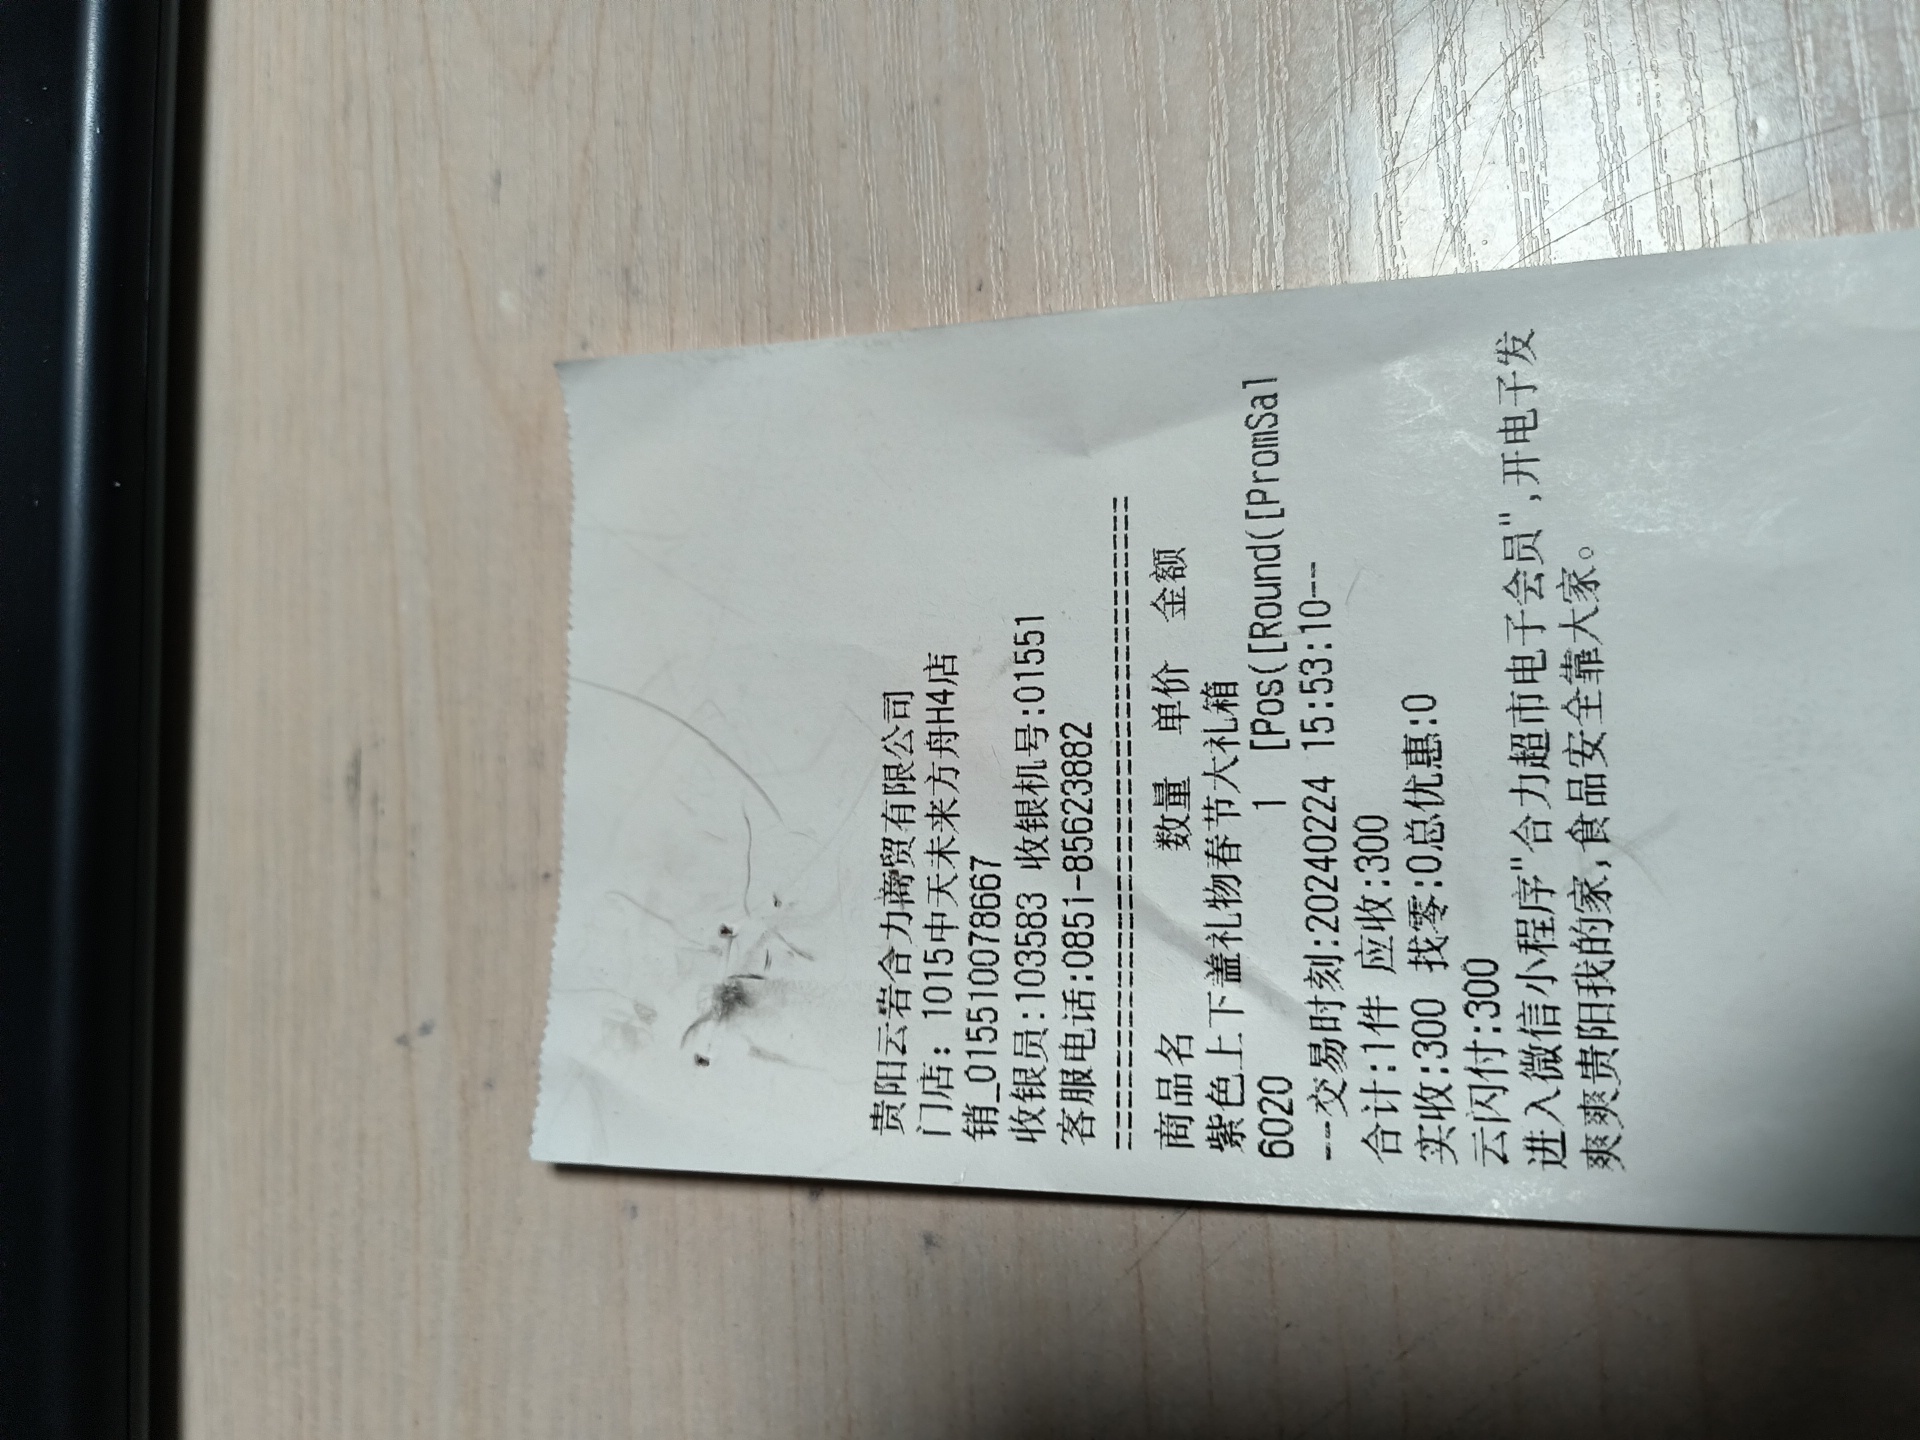 贵阳云岩合力商贸有限公司
门店: 1015中天未来方舟H4店
销_015510078667
收银员:103583 收银机号:01551
客服电话:0851-85623882
========================================
商品名 数量 单价 金额
紫色上下盖礼物春节大礼箱
6020 1 [Pos([Round([PromSal
---交易时刻:20240224 15:53:10---
合计:1件 应收:300
实收:300 找零:0总优惠:0
云闪付:300
进入微信小程序"合力超市电子会员",开电子发
爽爽贵阳我的家,食品安全靠大家。